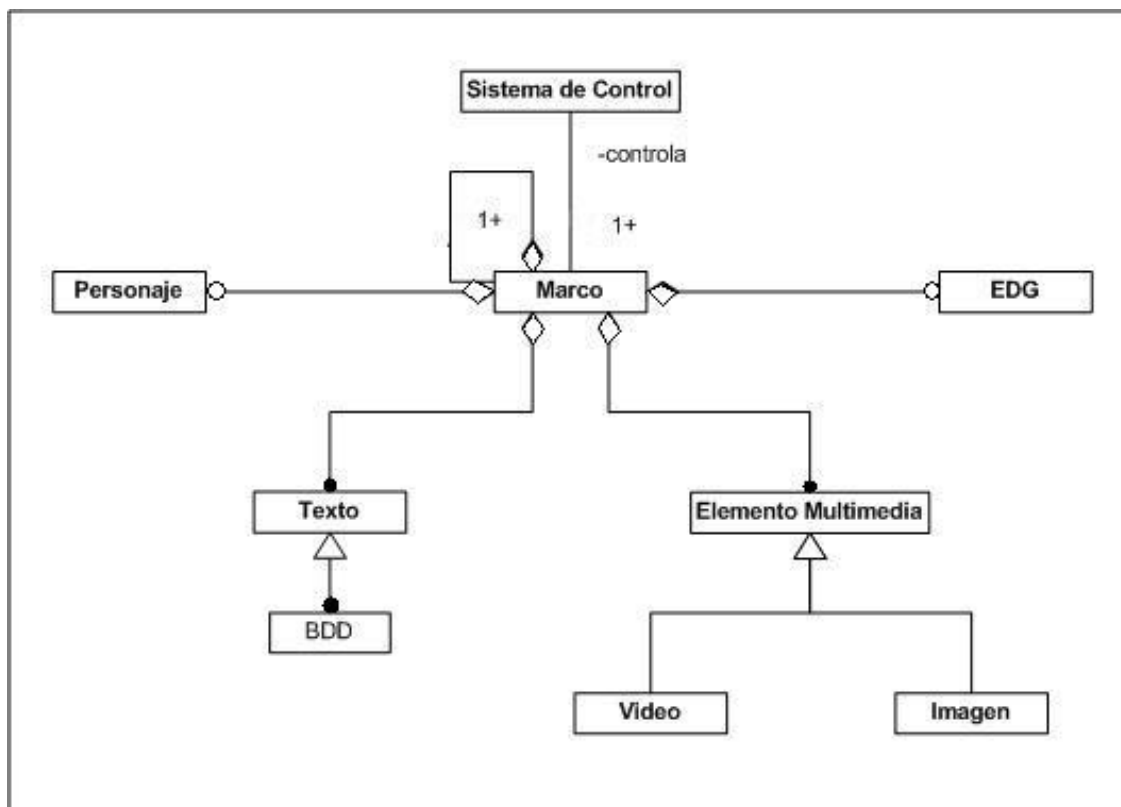 Sistema de Control
-controla
1+
1+
Personaje
Marco
EDG
Texto
Elemento Multimedia
BDD
Video
Imagen